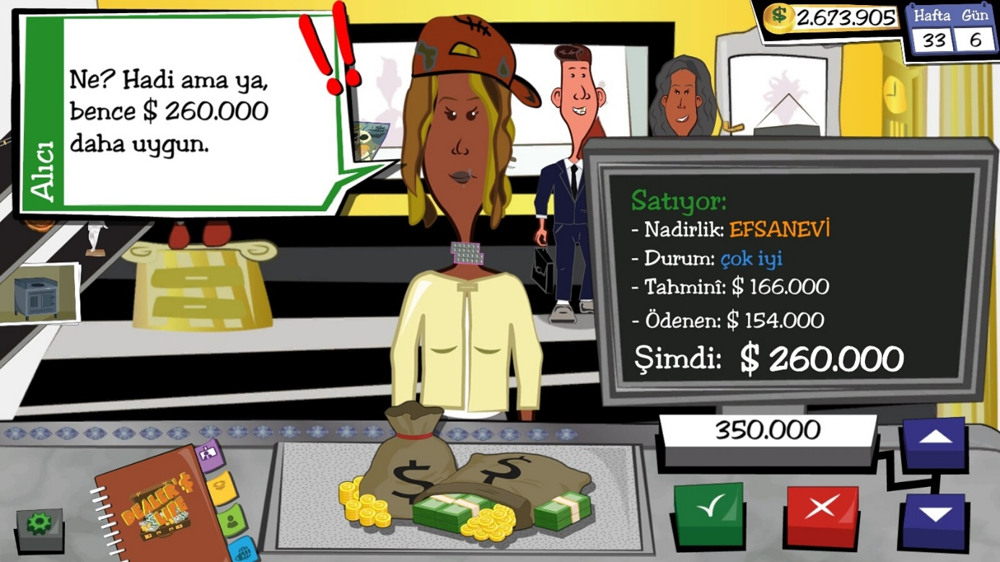 Alıcı
Ne? Hadi ama ya,
bence $ 260.000
daha uygun.
!!
$ 2.673.905
Hafta Gün
33 6
Satıyor:
- Nadirlik: EFSANEVİ
- Durum: çok iyi
- Tahminî: $ 166.000
- Ödenen: $ 154.000
Şimdi: $ 260.000
350.000
$ $
DEALER'S
LIFE